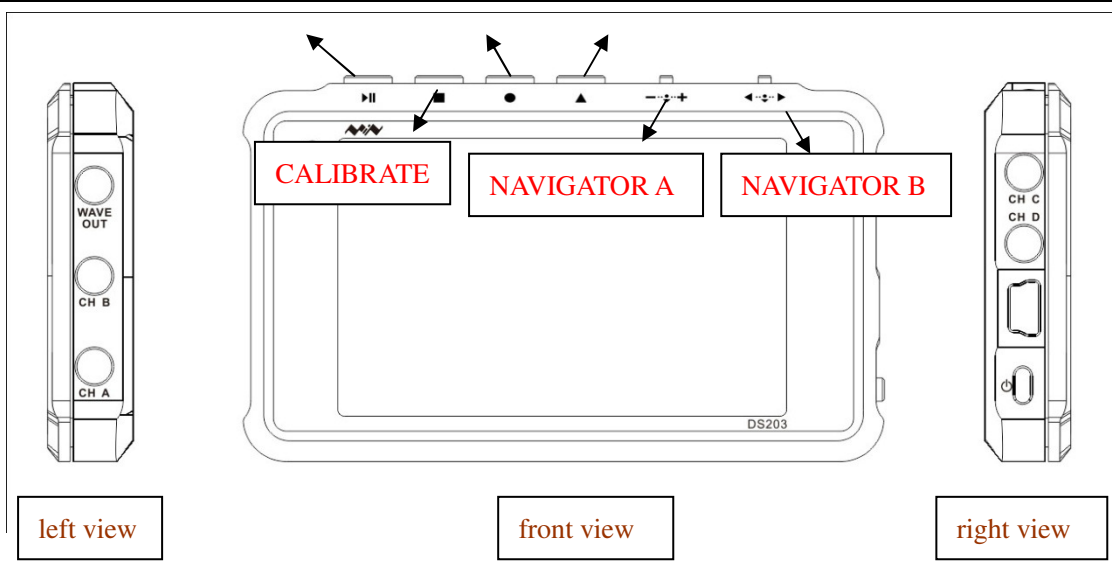 CALIBRATE
NAVIGATOR A
NAVIGATOR B
WAVE
OUT
CH B
CH A
DS203
CH C
CH D
left view
front view
right view